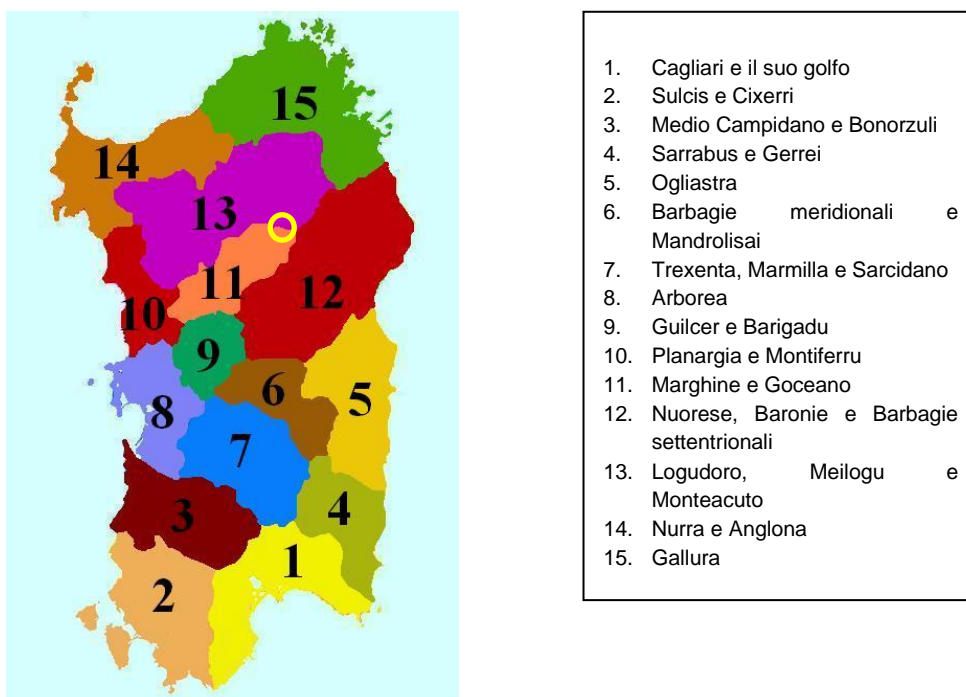 15
14
13
11
12
10
9
6
5
8
7
4
3
1
2
1. Cagliari e il suo golfo
2. Sulcis e Cixerri
3. Medio Campidano e Bonorzuli
4. Sarrabus e Gerrei
5. Ogliastra
6. Barbagie meridionali e
Mandrolisai
7. Trexenta, Marmilla e Sarcidano
8. Arborea
9. Guilcer e Barigadu
10. Planargia e Montiferru
11. Marghine e Goceano
12. Nuorese, Baronie e Barbagie
settentrionali
13. Logudoro, Meilogu e
Monteacuto
14. Nurra e Anglona
15. Gallura